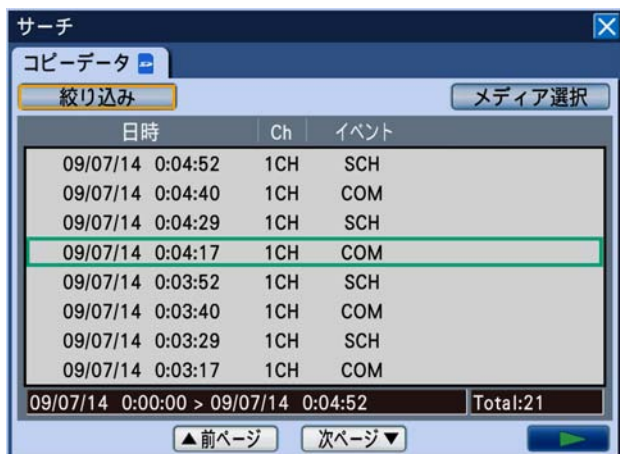 サーチ
コピーデータ
絞り込み メディア選択
日時 Ch イベント
09/07/14 0:04:52 1CH SCH
09/07/14 0:04:40 1CH COM
09/07/14 0:04:29 1CH SCH
09/07/14 0:04:17 1CH COM
09/07/14 0:03:52 1CH SCH
09/07/14 0:03:40 1CH COM
09/07/14 0:03:29 1CH SCH
09/07/14 0:03:17 1CH COM
09/07/14 0:00:00 > 09/07/14 0:04:52 Total:21
▲前ページ 次ページ▼